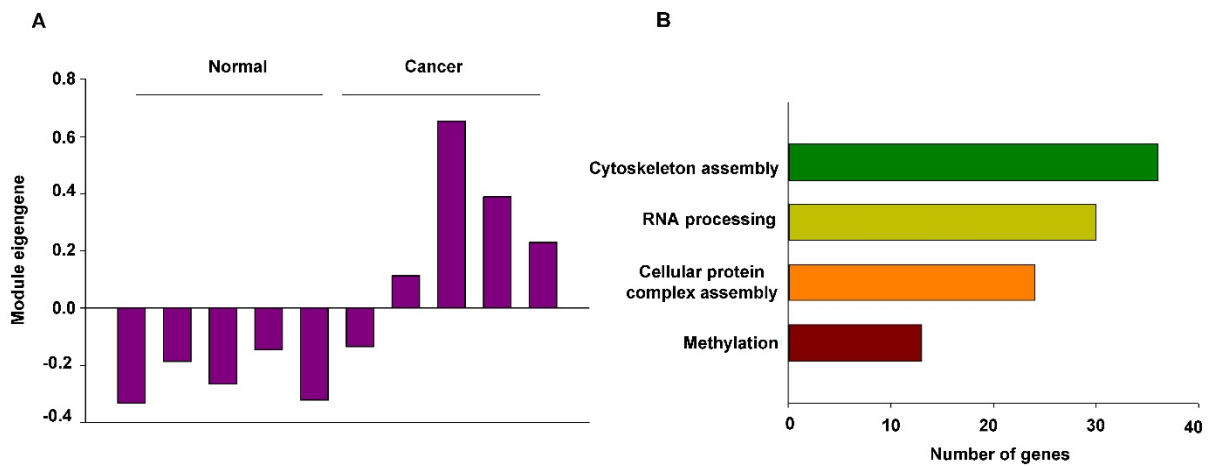 A
Normal
Cancer
0.8
0.6
0.4
0.2
0.0
-0.2
-0.4
Module eigengene
B
Cytoskeleton assembly
RNA processing
Cellular protein
complex assembly
Methylation
0
10
20
30
40
Number of genes